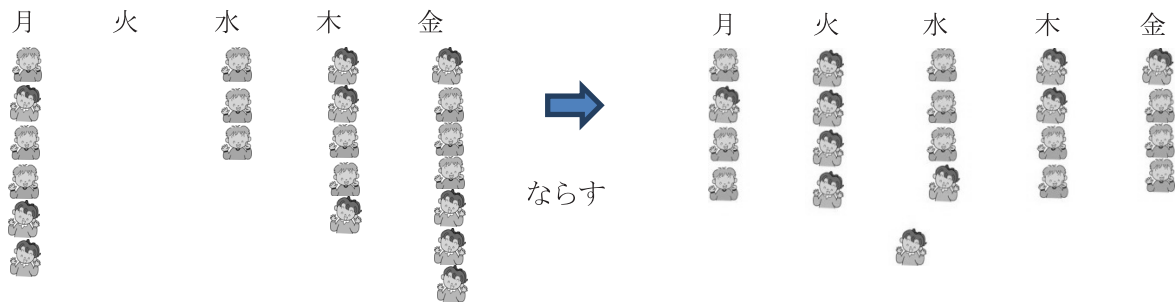 月 火 水 木 金
月 火 水 木 金
ならす